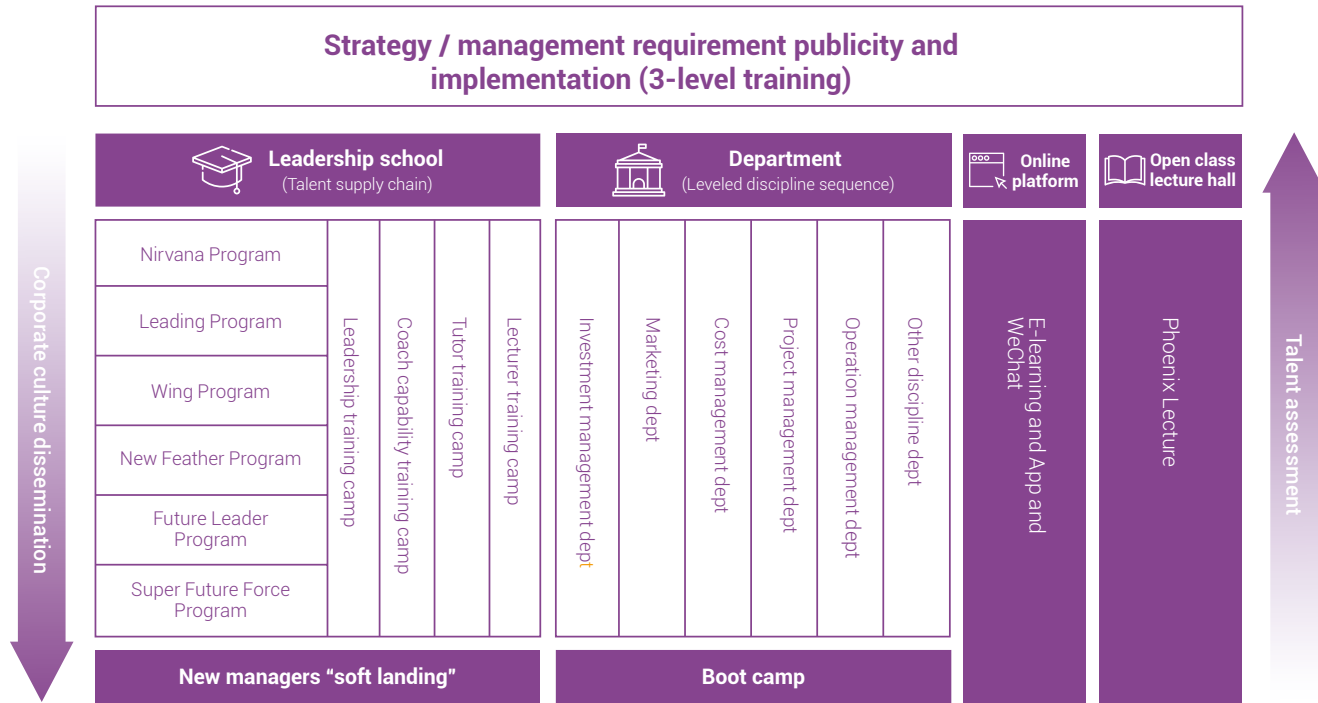 Strategy / management requirement publicity and
implementation (3-level training)
Corporate culture dissemination
Leadership school
(Talent supply chain)
Nirvana Program
Leading Program
Wing Program
New Feather Program
Future Leader
Program
Super Future Force
Program
Leadership training camp
Coach capability training camp
Tutor training camp
Lecturer training camp
New managers “soft landing”
Department
(Leveled discipline sequence)
Investment management dept
Marketing dept
Cost management dept
Project management dept
Operation management dept
Other discipline dept
Boot camp
Online
platform
E-learning and App and
WeChat
Open class
lecture hall
Phoenix Lecture
Talent assessment